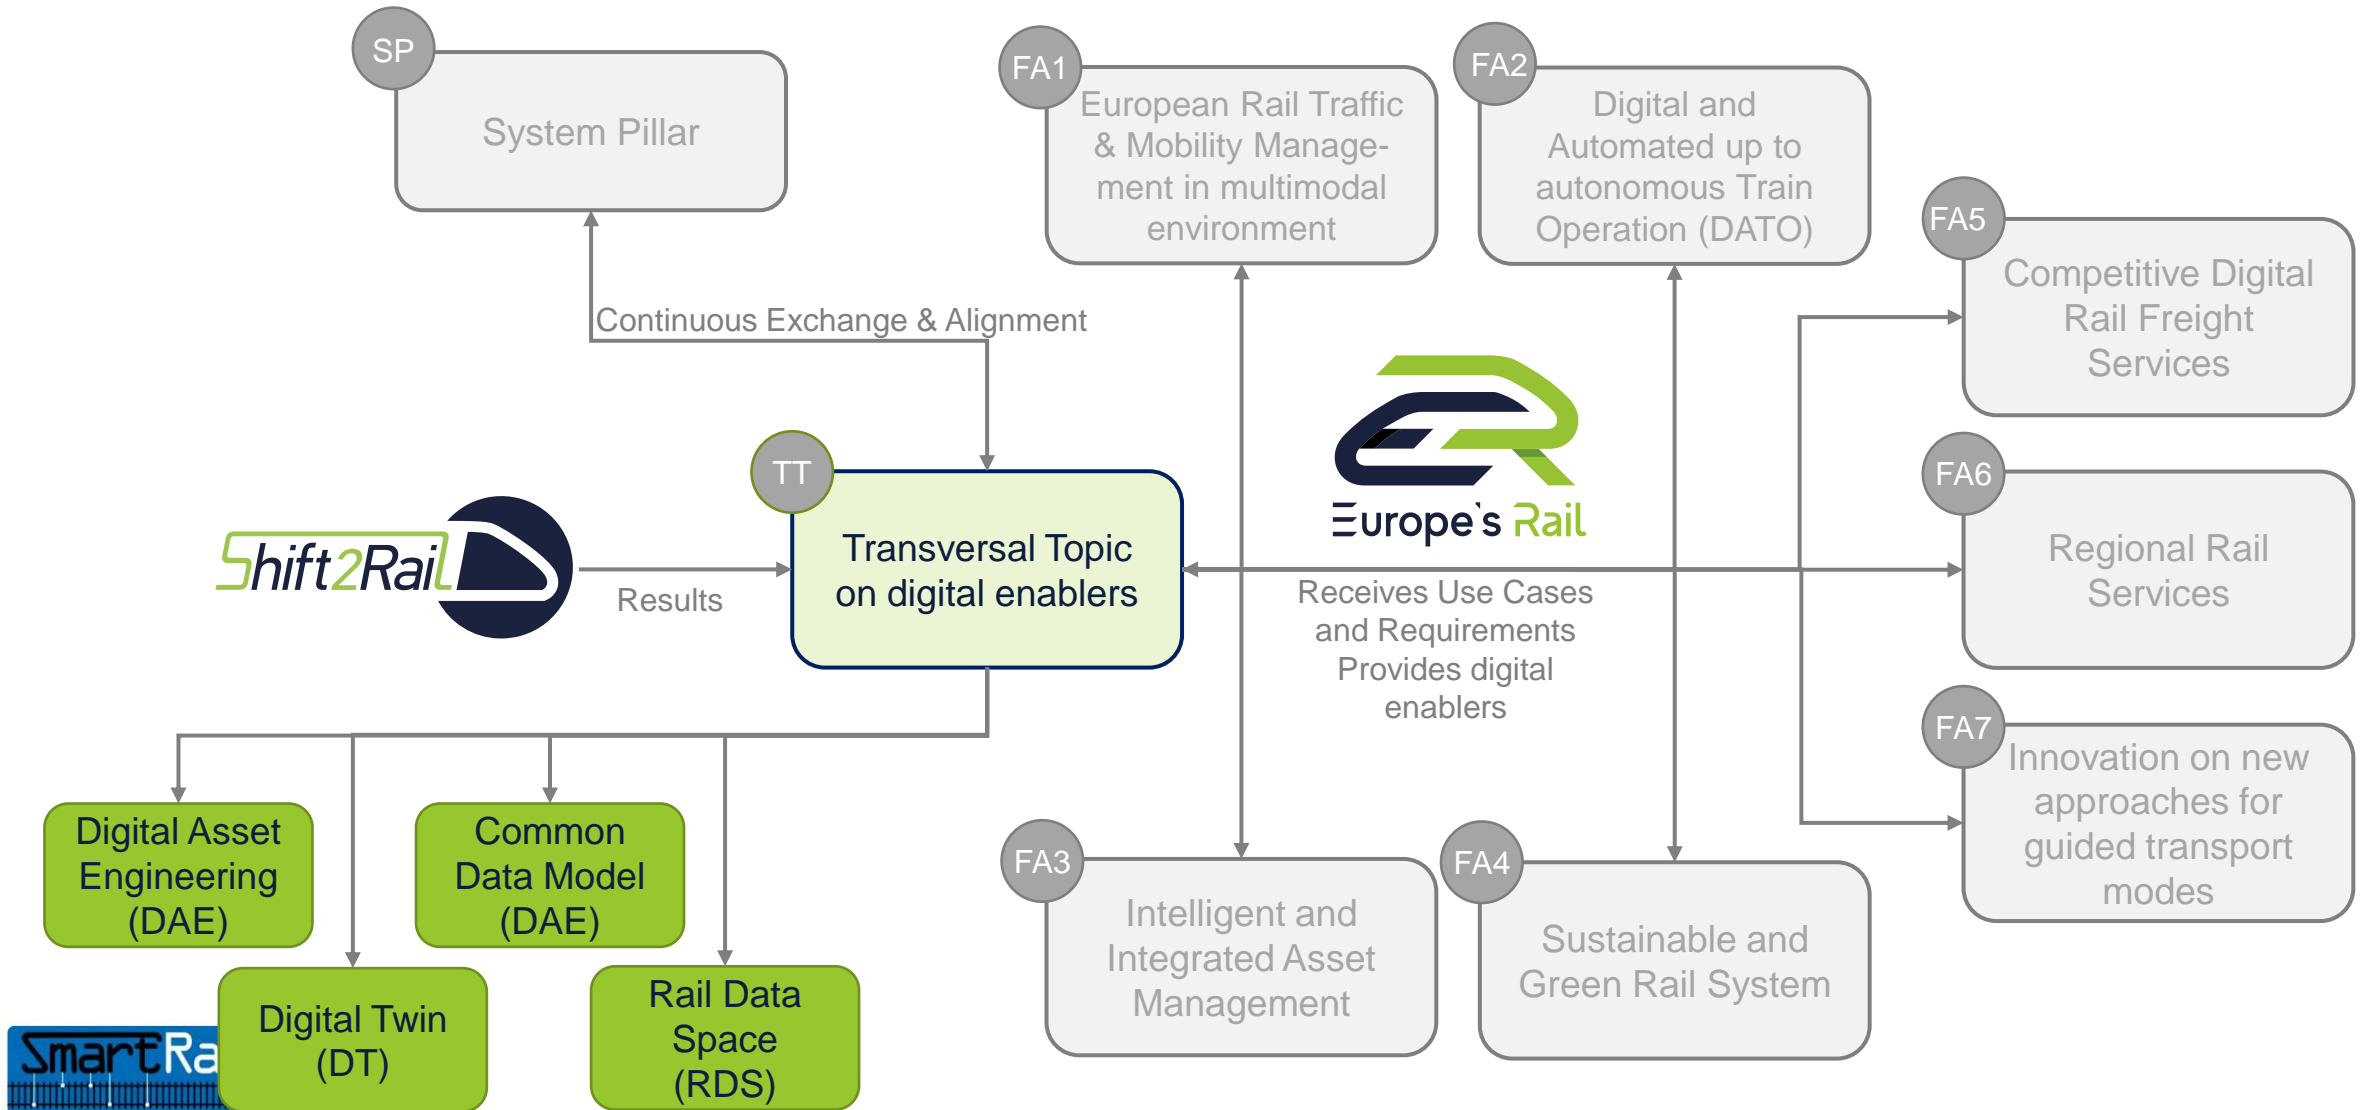 SP
System Pillar
FA1
European Rail Traffic
& Mobility Manage-
ment in multimodal
environment
FA2
Digital and
Automated up to
autonomous Train
Operation (DATO)
FA5
Competitive Digital
Rail Freight
Services
Continuous Exchange & Alignment
Europe's Rail
TT
Transversal Topic
on digital enablers
Shift2Rail
Results
Receives Use Cases
and Requirements
Provides digital
enablers
FA6
Regional Rail
Services
FA7
Innovation on new
approaches for
guided transport
modes
Digital Asset
Engineering
(DAE)
Common
Data Model
(DAE)
Digital Twin
(DT)
Rail Data
Space
(RDS)
FA3
Intelligent and
Integrated Asset
Management
FA4
Sustainable and
Green Rail System
SmartRa